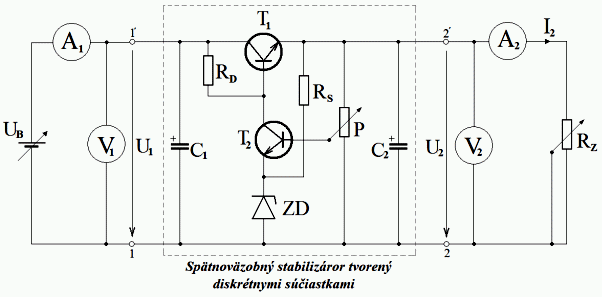 T1
1'
2'
I2
A1
A2
RD
RS
UB
V1
U1
C1
T2
P
C2
U2
V2
RZ
ZD
1
2
Spätnoväzobný stabilizáror tvorený
diskrétnymi súčiastkami